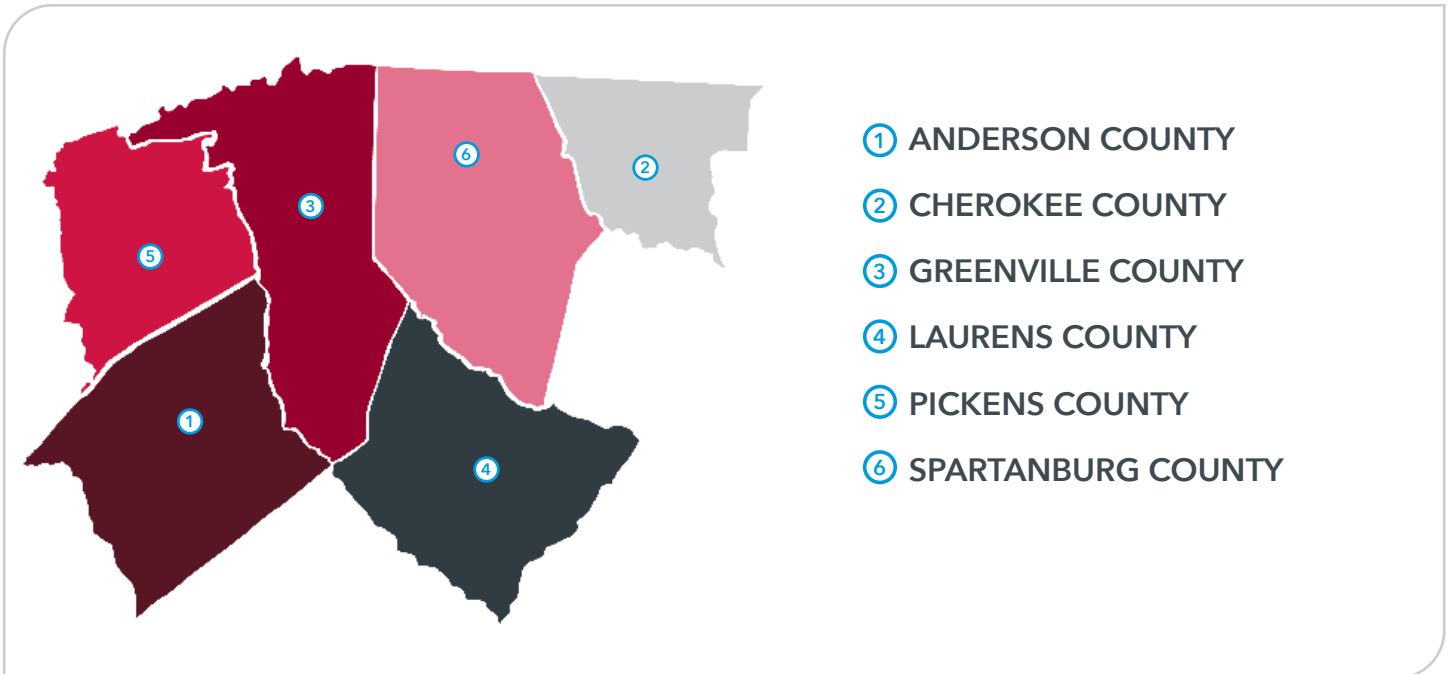 6
2
3
5
1
4
1 ANDERSON COUNTY
2 CHEROKEE COUNTY
3 GREENVILLE COUNTY
4 LAURENS COUNTY
5 PICKENS COUNTY
6 SPARTANBURG COUNTY